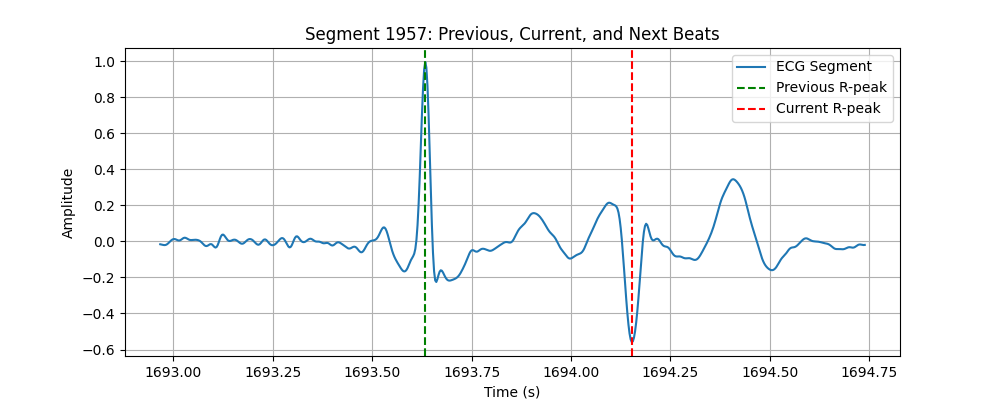 Segment 1957: Previous, Current, and Next Beats
ECG Segment
Previous R-peak
Current R-peak
Amplitude
1.0
0.8
0.6
0.4
0.2
0.0
−0.2
−0.4
−0.6
1693.00 1693.25 1693.50 1693.75 1694.00 1694.25 1694.50 1694.75
Time (s)